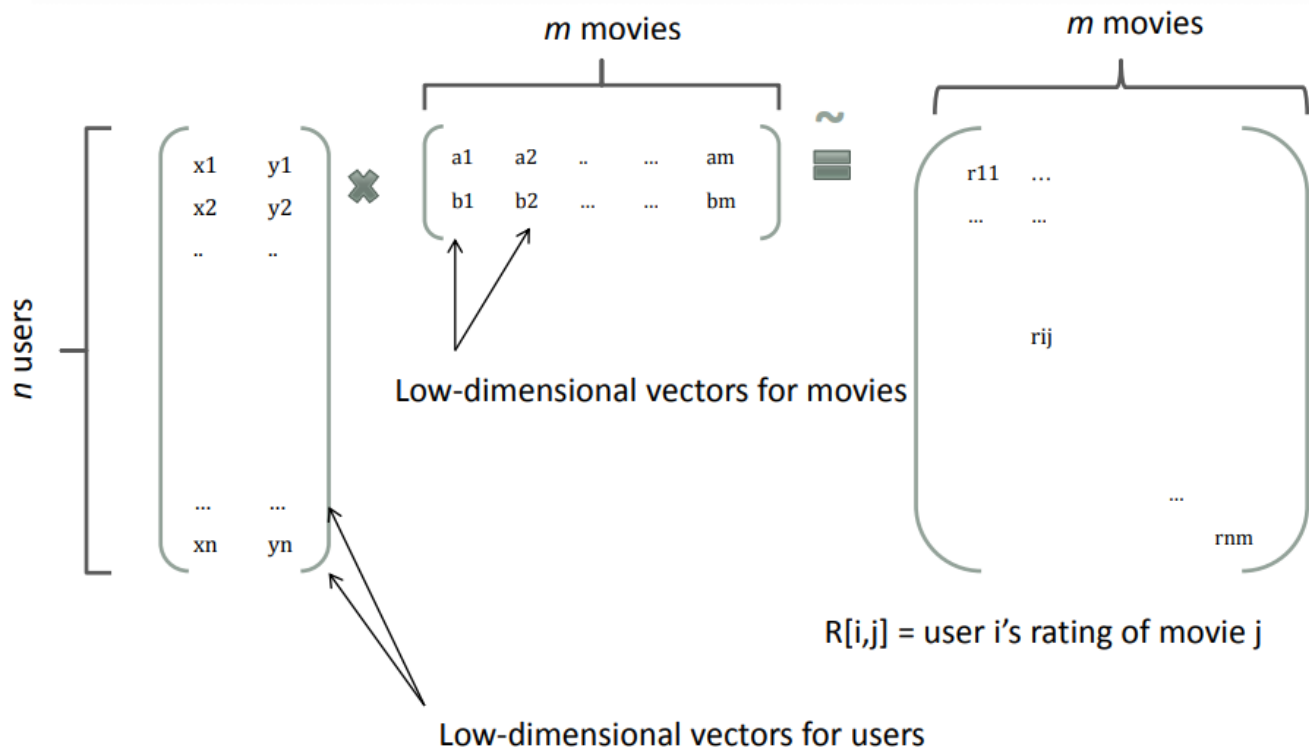 m movies
m movies
n users
x1 y1
x2 y2
.. ..
... ...
xn yn
a1 a2 .. ... am
b1 b2 ... ... bm
~
r11 ...
... ...
rij
...
rnm
Low-dimensional vectors for movies
R[i,j] = user i's rating of movie j
Low-dimensional vectors for users